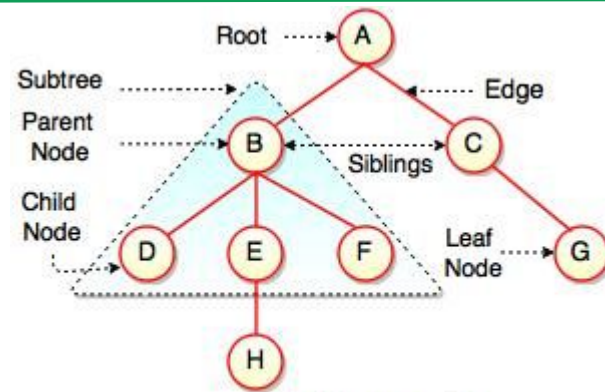 Root
A
Subtree
Edge
Parent
Node
B
Siblings
C
Child
Node
D
E
F
Leaf
Node
G
H